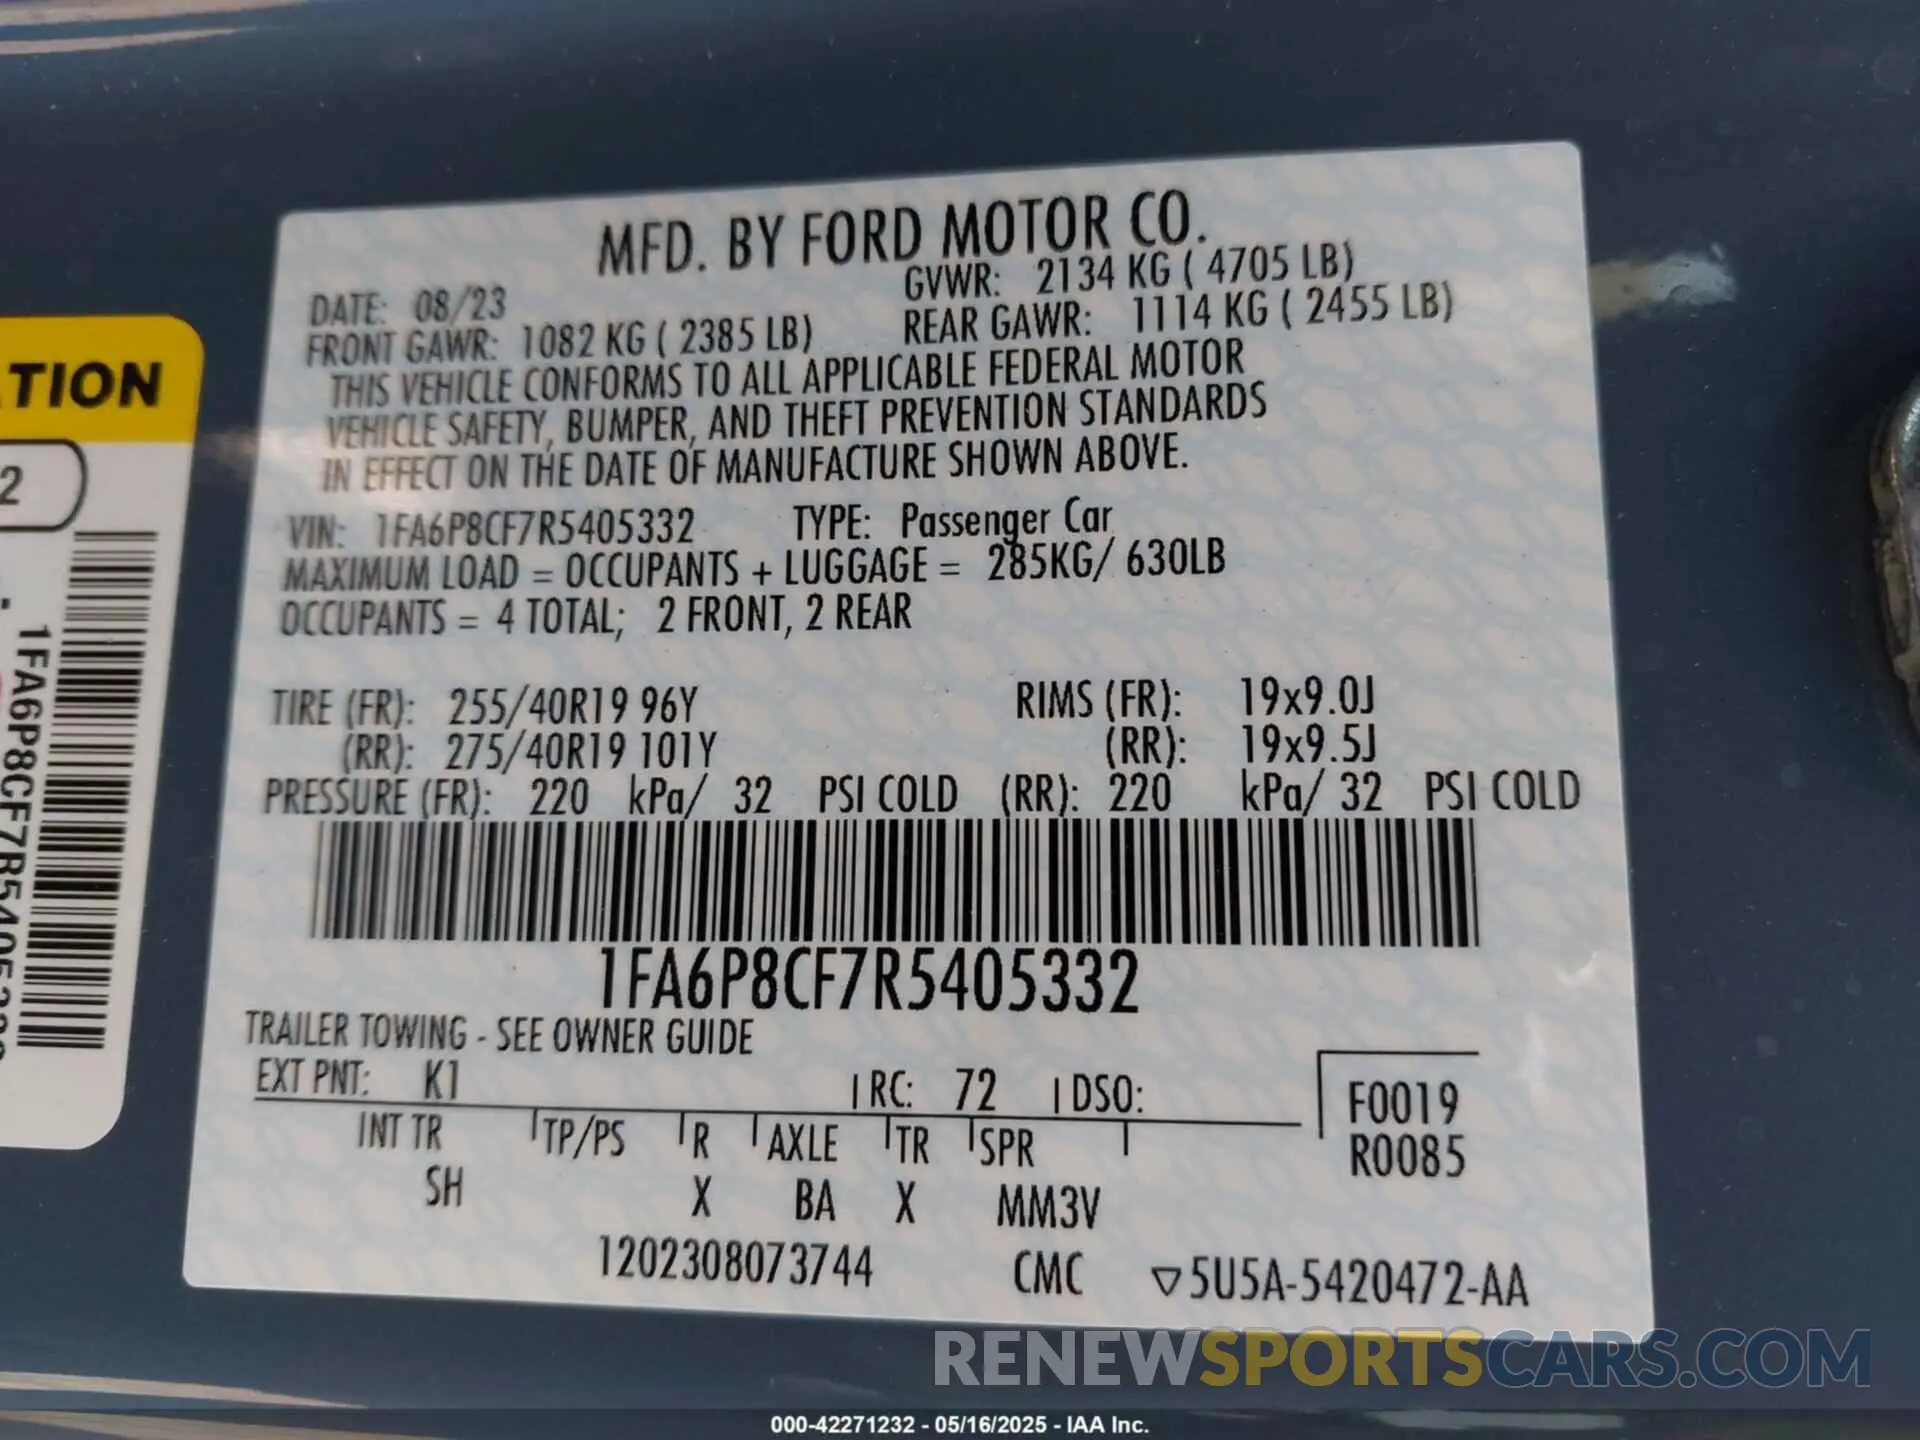 MFD. BY FORD MOTOR CO.
DATE: 08/23 GVWR: 2134 KG ( 4705 LB)
FRONT GAWR: 1082 KG ( 2385 LB) REAR GAWR: 1114 KG ( 2455 LB)
THIS VEHICLE CONFORMS TO ALL APPLICABLE FEDERAL MOTOR
VEHICLE SAFETY, BUMPER, AND THEFT PREVENTION STANDARDS
IN EFFECT ON THE DATE OF MANUFACTURE SHOWN ABOVE.
VIN: 1FA6P8CF7R5405332 TYPE: Passenger Car
MAXIMUM LOAD = OCCUPANTS + LUGGAGE = 285KG/ 630LB
OCCUPANTS = 4 TOTAL; 2 FRONT, 2 REAR
TIRE (FR): 255/40R19 96Y RIMS (FR): 19x9.0J
(RR): 275/40R19 101Y (RR): 19x9.5J
PRESSURE (FR): 220 kPa/ 32 PSI COLD (RR): 220 kPa/ 32 PSI COLD
1FA6P8CF7R5405332
TRAILER TOWING - SEE OWNER GUIDE
EXT PNT: K1 RC: 72 DSO: F0019
INT TR TP/PS R AXLE TR SPR R0085
SH X BA X MM3V
1202308073744 CMC ▽5U5A-5420472-AA
ATION
2
1FA6P8CF7R5405332
RENEWSPORTSCARS.COM
000-42271232 - 05/16/2025 - IAA Inc.